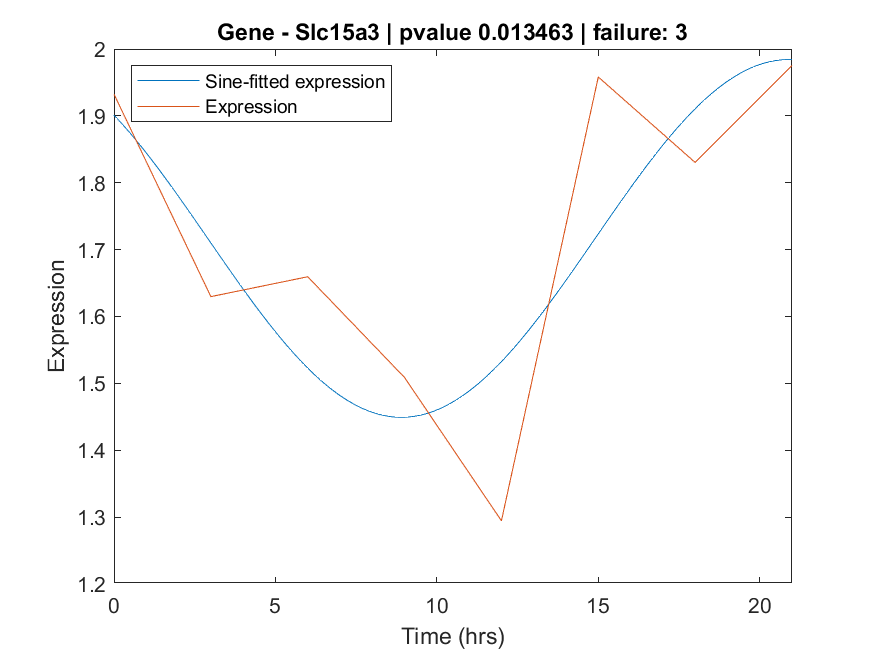 Gene - Slc15a3 | pvalue 0.013463 | failure: 3
Sine-fitted expression
Expression
2
1.9
1.8
1.7
1.6
1.5
1.4
1.3
1.2
Expression
0
5
10
15
20
Time (hrs)